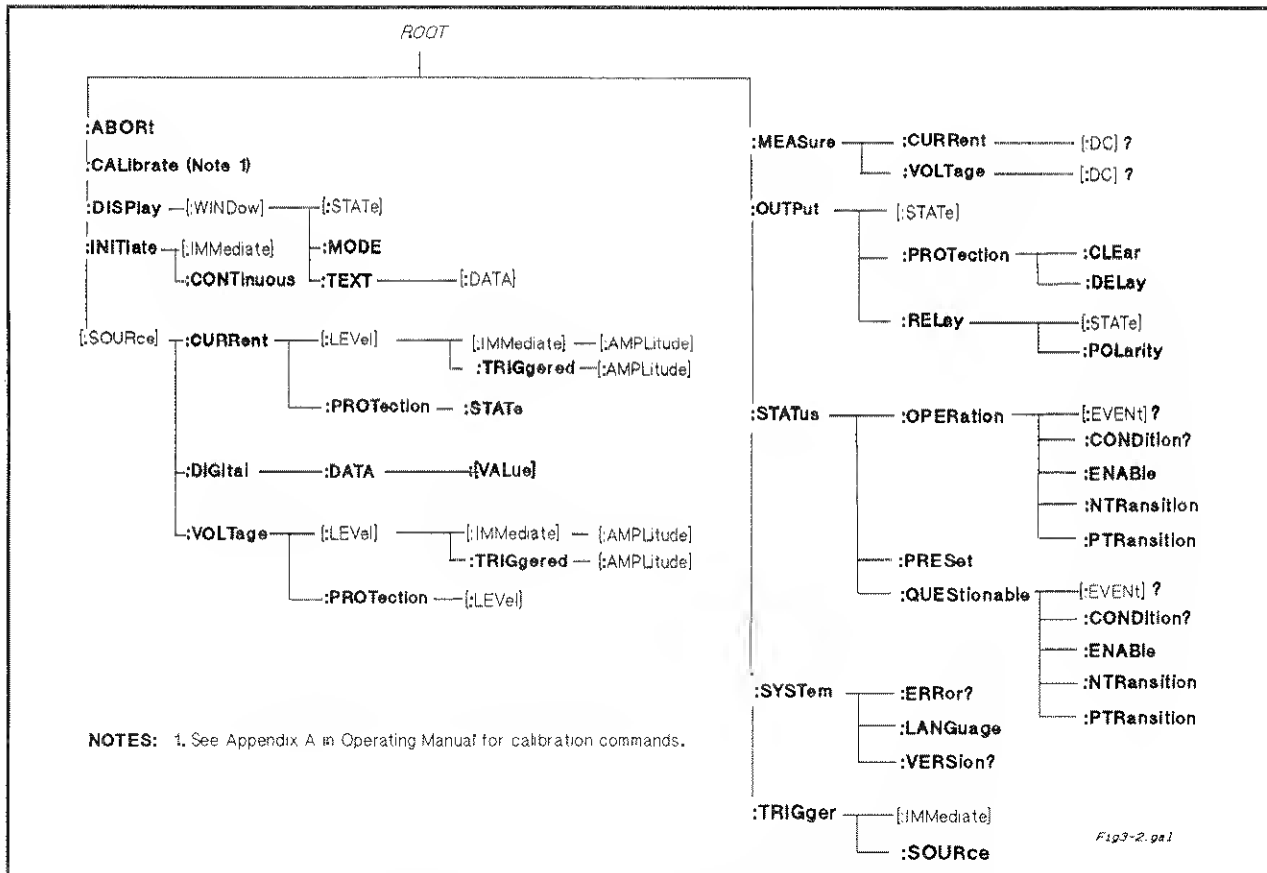 ROOT
:ABORt
:CALibrate (Note 1)
:DISPlay [:WINDow] [:STATe]
:MODE
:TEXT [:DATA]
:INITiate [:IMMediate]
:CONTinuous
[:SOURce] :CURRent [:LEVel] [:IMMediate] [:AMPLitude]
:TRIGgered [:AMPLitude]
:PROTection :STATe
:DIGItal :DATA :[VALue]
:VOLTage [:LEVel] [:IMMediate] [:AMPLitude]
:TRIGgered [:AMPLitude]
:PROTection [:LEVel]
NOTES: 1. See Appendix A in Operating Manual for calibration commands.
:MEASure :CURRent [:DC] ?
:VOLTage [:DC] ?
:OUTPut [:STATe]
:PROTection :CLEar
:DELay
:RELay [:STATe]
:POLarity
:STATus :OPERation [:EVENt] ?
:CONDition?
:ENABle
:NTRansition
:PTRansition
:PRESet
:QUEStionable [:EVENt] ?
:CONDition?
:ENABle
:NTRansition
:PTRansition
:SYSTem :ERRor?
:LANGuage
:VERSion?
:TRIGger [:IMMediate]
:SOURce
Fig3-2.gal